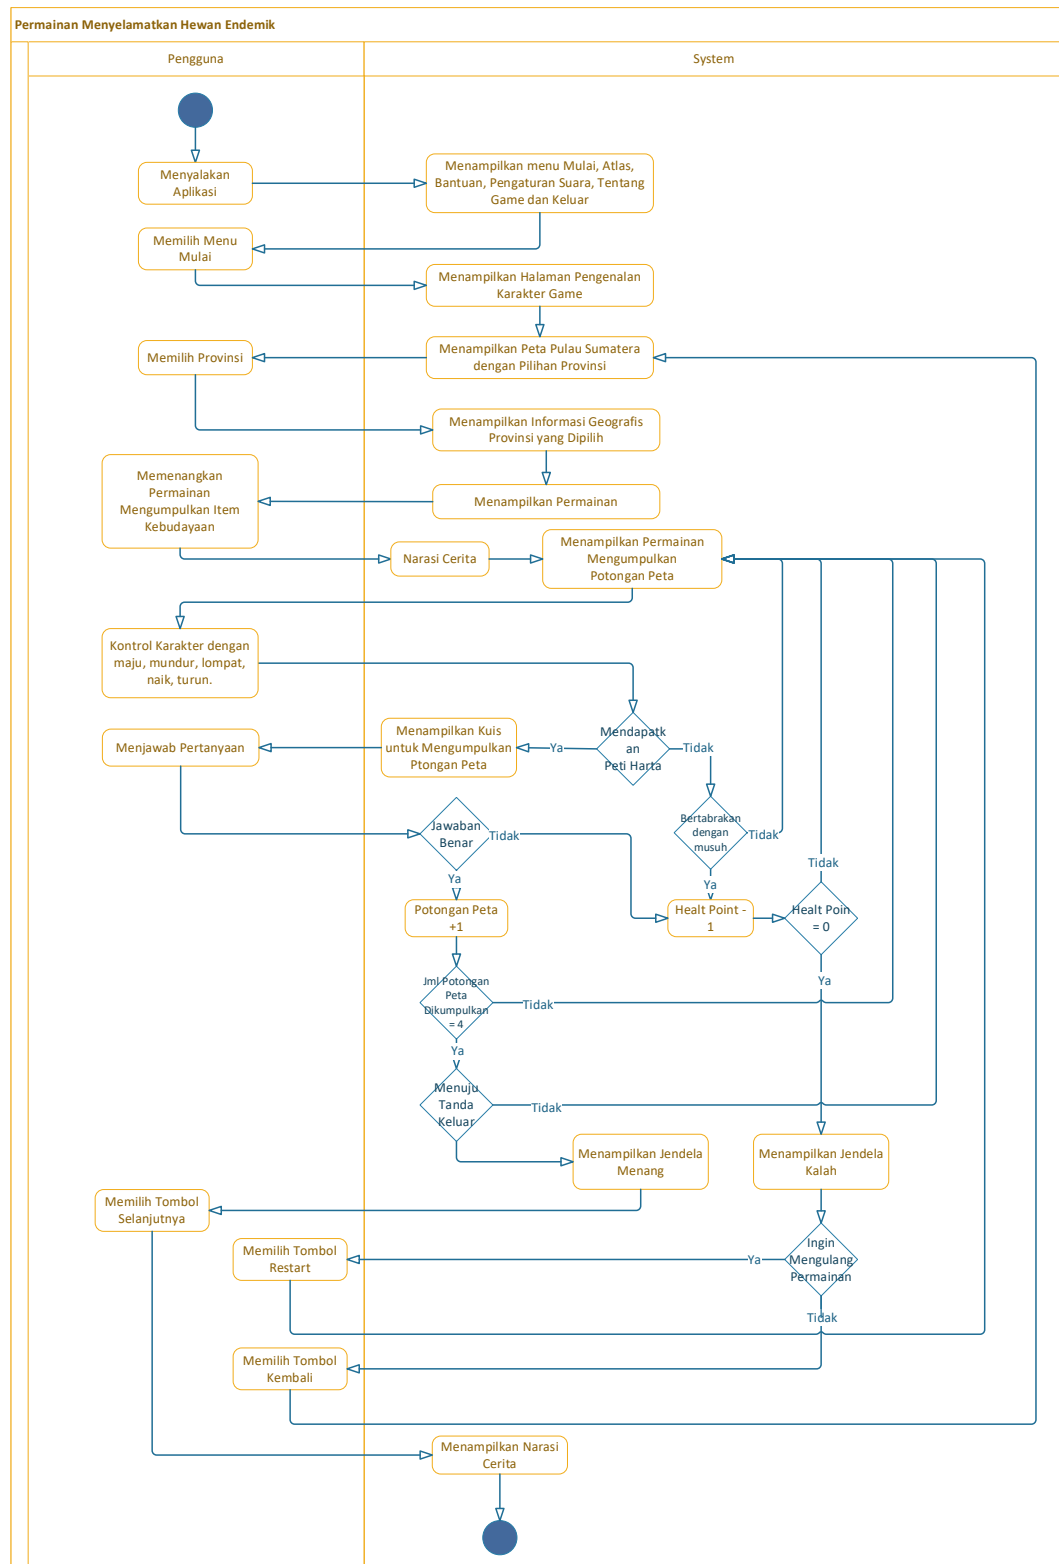 Permainan Menyelamatkan Hewan Endemik
Pengguna
System
Menyalakan
Aplikasi
Menampilkan menu Mulai, Atlas,
Bantuan, Pengaturan Suara, Tentang
Game dan Keluar
Memilih Menu
Mulai
Menampilkan Halaman Pengenalan
Karakter Game
Memilih Provinsi
Menampilkan Peta Pulau Sumatera
dengan Pilihan Provinsi
Menampilkan Informasi Geografis
Provinsi yang Dipilih
Memenangkan
Permainan
Mengumpulkan Item
Kebudayaan
Menampilkan Permainan
Narasi Cerita
Menampilkan Permainan
Mengumpulkan
Potongan Peta
Kontrol Karakter dengan
maju, mundur, lompat,
naik, turun.
Menjawab Pertanyaan
Menampilkan Kuis
untuk Mengumpulkan
Ptongan Peta
Ya
Mendapatk
an
Peti Harta
Tidak
Bertabrakan
dengan
musuh
Tidak
Jawaban
Benar
Tidak
Ya
Ya
Tidak
Potongan Peta
+1
Healt Point -
1
Healt Poin
= 0
Ya
Jml Potongan
Peta
Dikumpulkan
= 4
Tidak
Ya
Menuju
Tanda
Keluar
Tidak
Menampilkan Jendela
Menang
Menampilkan Jendela
Kalah
Memilih Tombol
Selanjutnya
Memilih Tombol
Restart
Ya
Ingin
Mengulang
Permainan
Tidak
Memilih Tombol
Kembali
Menampilkan Narasi
Cerita